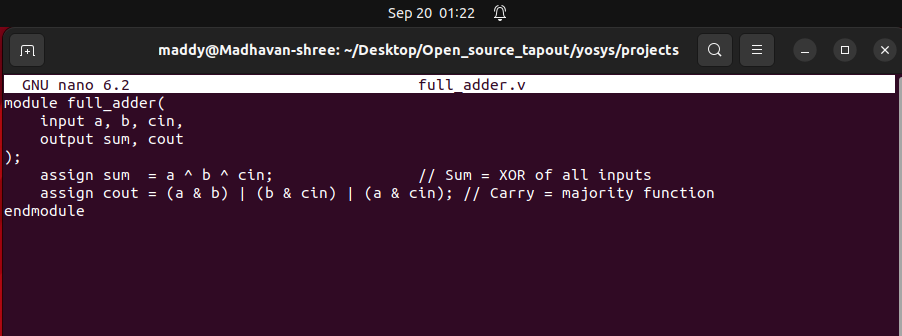 Sep 20 01:22
maddy@Madhavan-shree: ~/Desktop/Open_source_tapout/yosys/projects
GNU nano 6.2 full_adder.v
module full_adder(
    input a, b, cin,
    output sum, cout
);
    assign sum  = a ^ b ^ cin;                // Sum = XOR of all inputs
    assign cout = (a & b) | (b & cin) | (a & cin); // Carry = majority function
endmodule